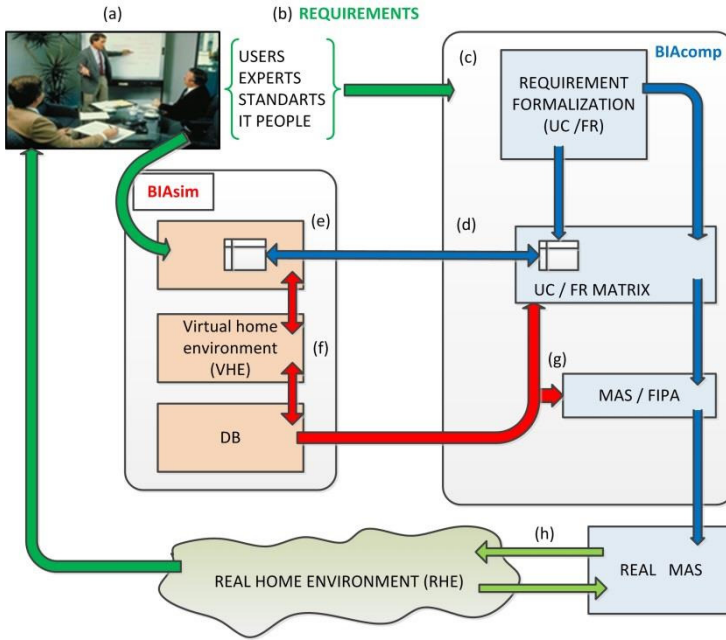 (a)
(b) REQUIREMENTS
USERS
EXPERTS
STANDARTS
IT PEOPLE
(c)
BIAcomp
REQUIREMENT
FORMALIZATION
(UC /FR)
BIAsim
(e)
(d)
UC / FR MATRIX
Virtual home
environment
(VHE)
(f)
(g)
MAS / FIPA
DB
(h)
REAL HOME ENVIRONMENT (RHE)
REAL MAS